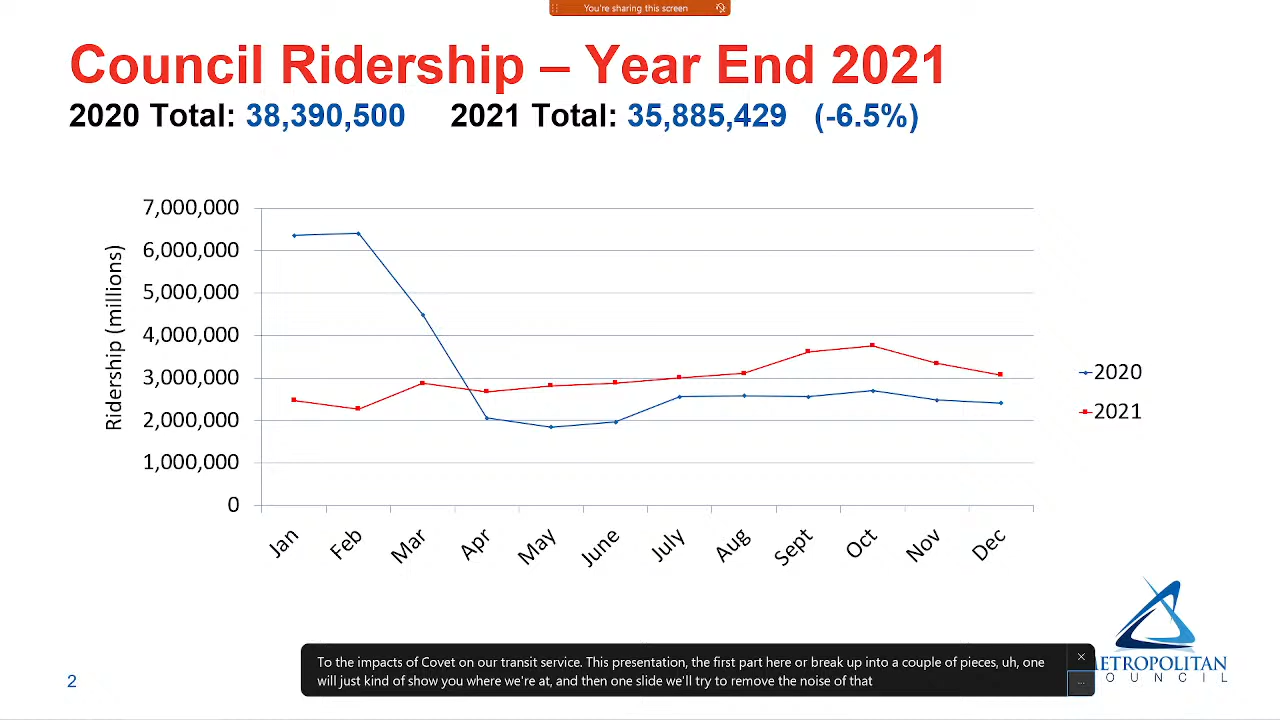 You're sharing this screen
Council Ridership – Year End 2021
2020 Total: 38,390,500 2021 Total: 35,885,429 (-6.5%)
7,000,000
6,000,000
5,000,000
4,000,000
3,000,000
2,000,000
1,000,000
0
Ridership (millions)
Jan
Feb
Mar
Apr
May
June
July
Aug
Sept
Oct
Nov
Dec
2020
2021
To the impacts of Covet on our transit service. This presentation, the first part here or break up into a couple of pieces, uh, one
will just kind of show you where we're at, and then one slide we'll try to remove the noise of that
METROPOLITAN
COUNCIL
2